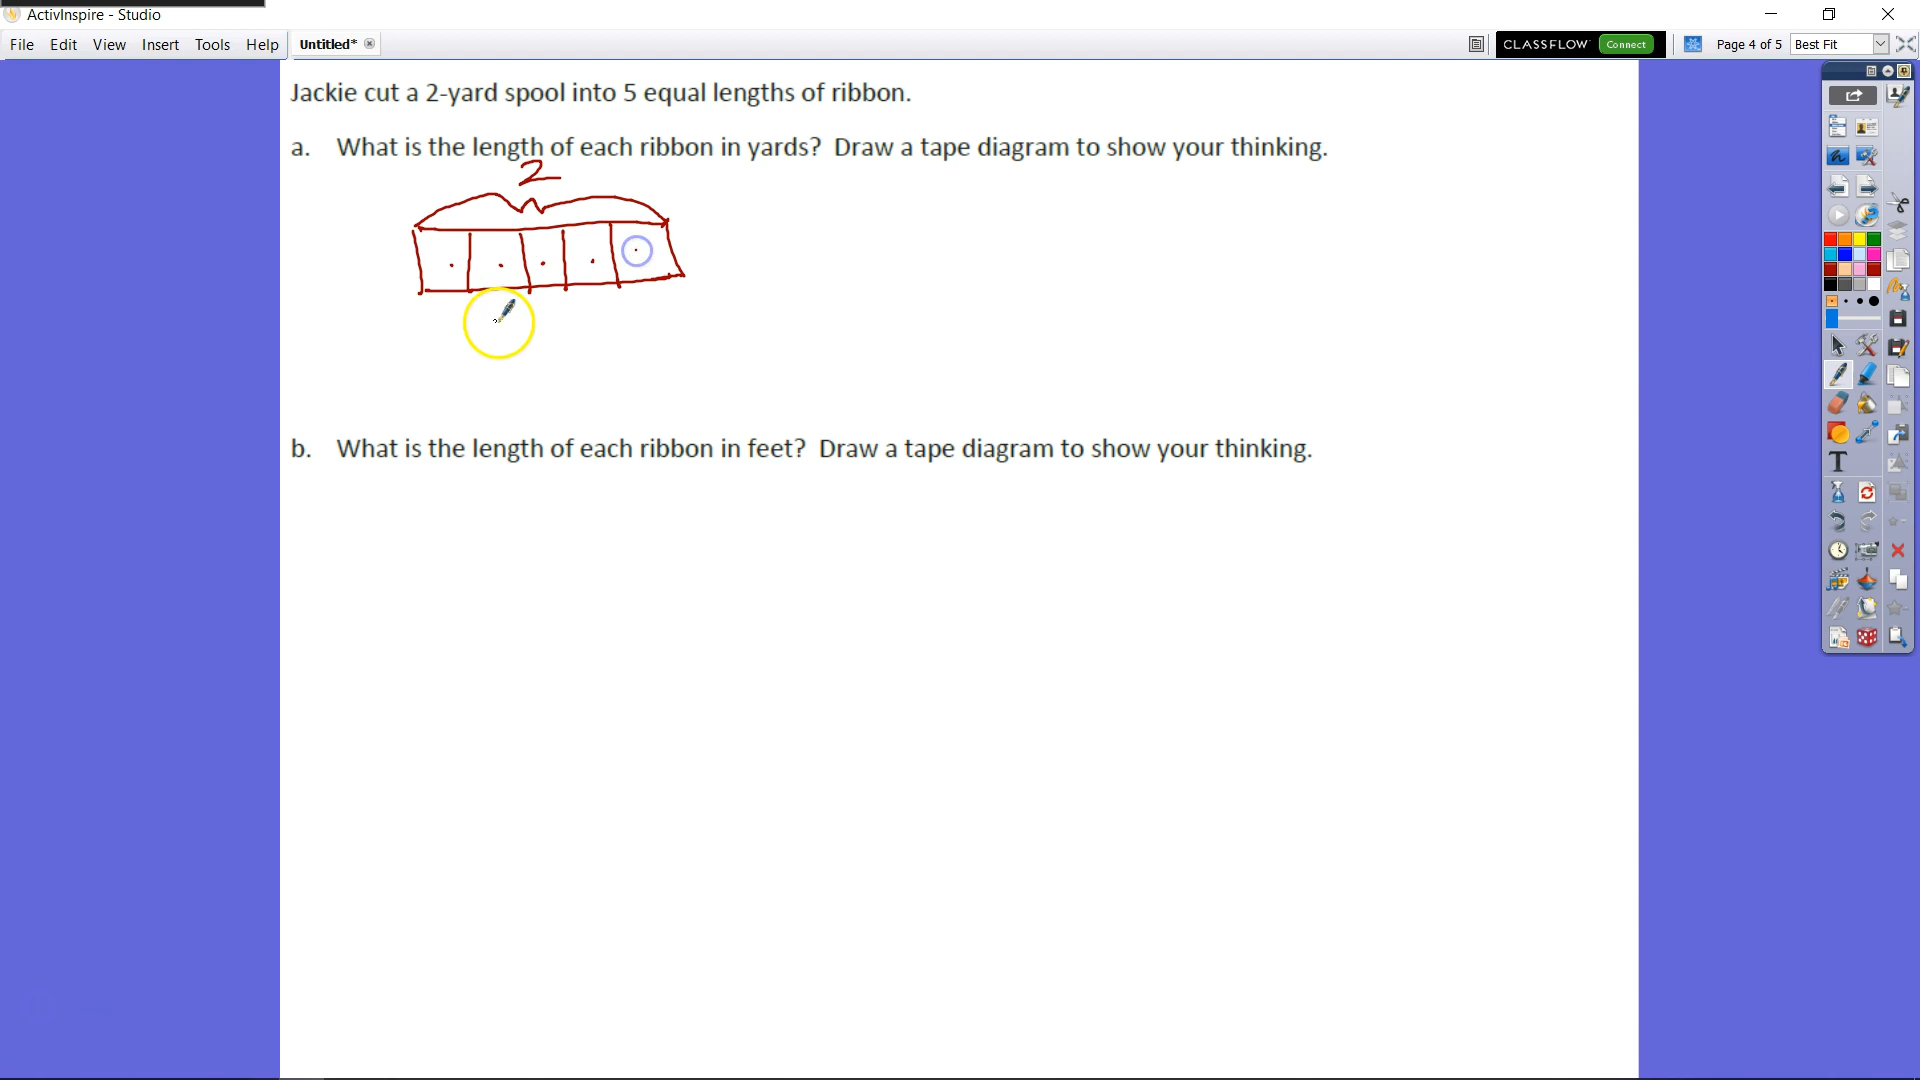 ActivInspire - Studio
File Edit View Insert Tools Help Untitled* CLASSFLOW Connect Page 4 of 5 Best Fit
Jackie cut a 2-yard spool into 5 equal lengths of ribbon.
a. What is the length of each ribbon in yards? Draw a tape diagram to show your thinking.
2
b. What is the length of each ribbon in feet? Draw a tape diagram to show your thinking.
T